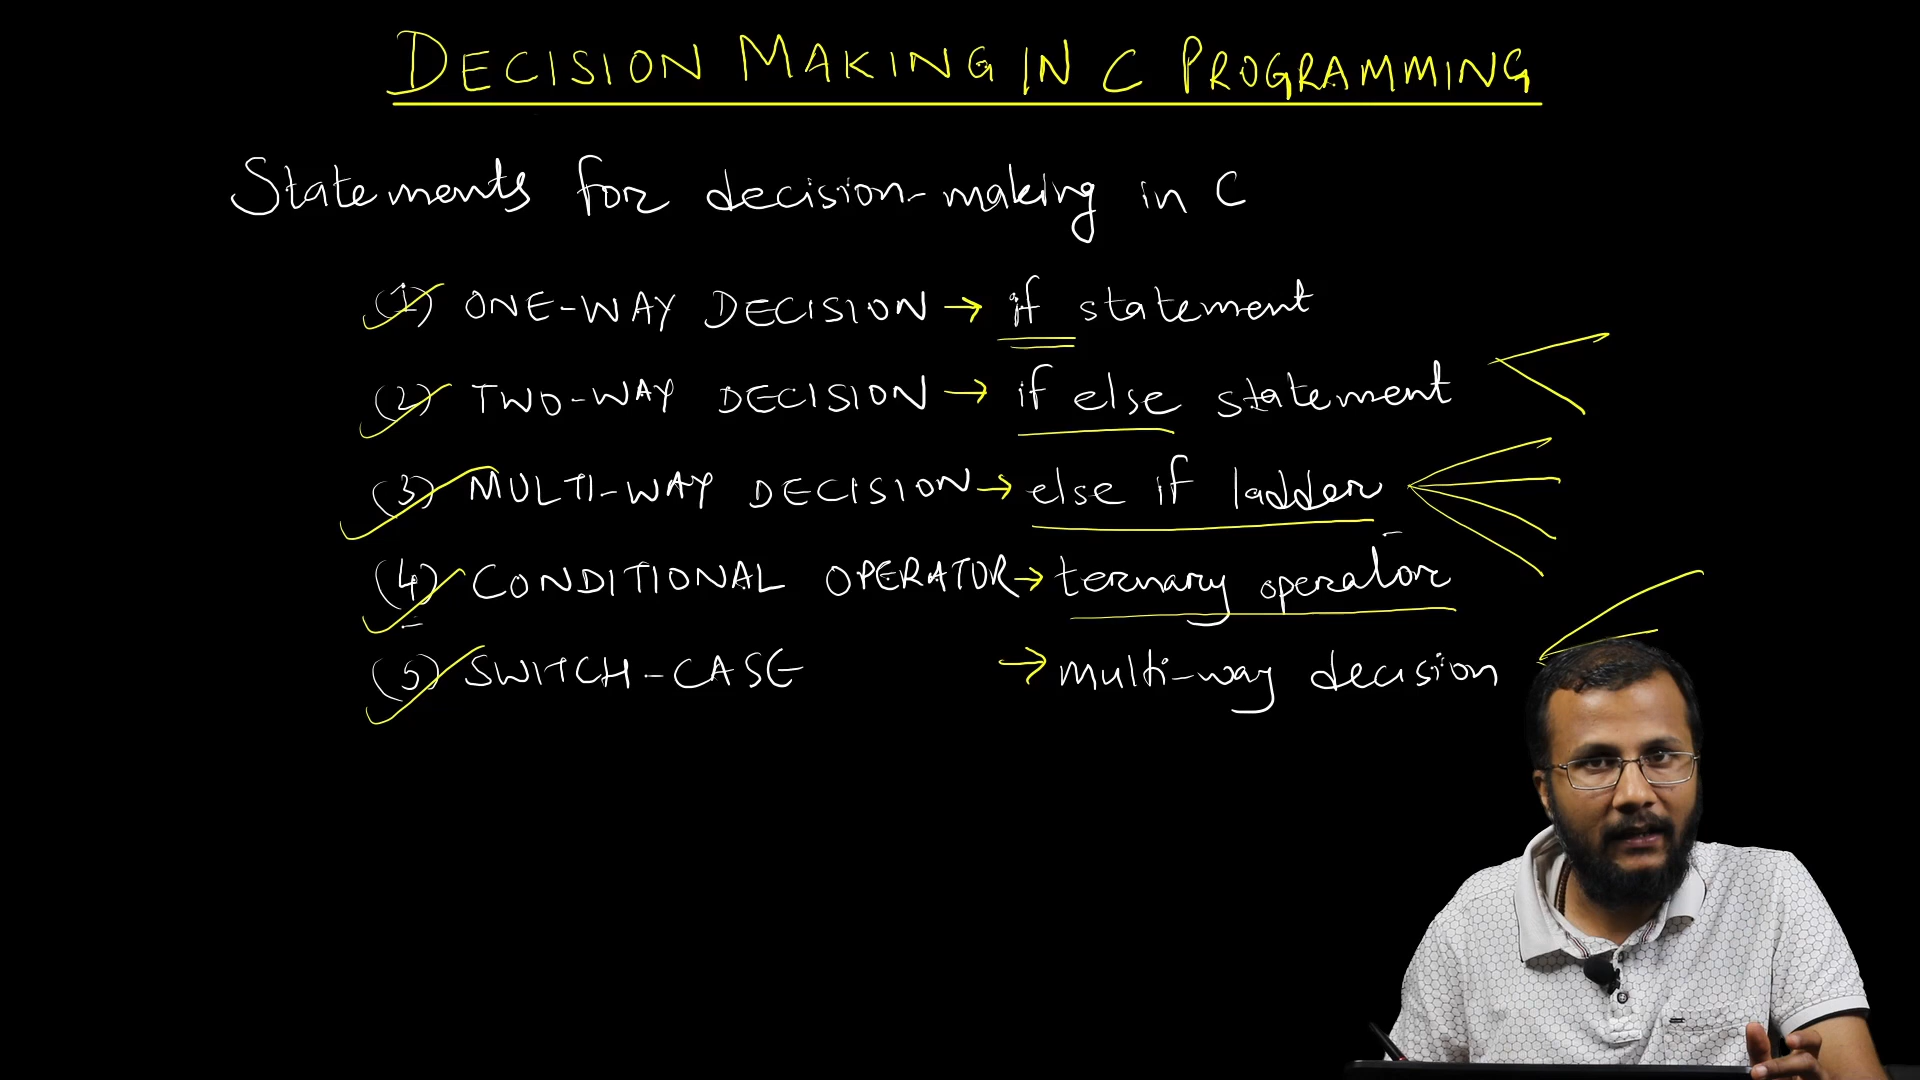 DECISION MAKING IN C PROGRAMMING
Statements for decision-making in C
(1) ONE-WAY DECISION → if statement
(2) TWO-WAY DECISION → if else statement
(3) MULTI-WAY DECISION → else if ladder
(4) CONDITIONAL OPERATOR → ternary operator
(5) SWITCH-CASE → multi-way decision